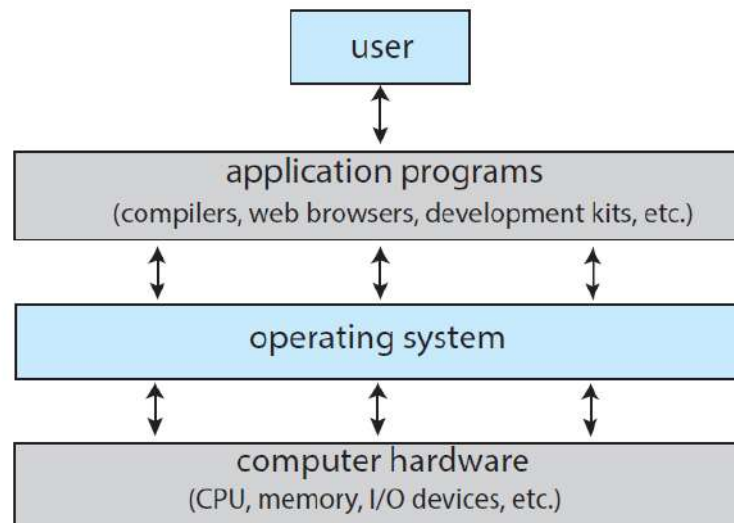 user
application programs
(compilers, web browsers, development kits, etc.)
operating system
computer hardware
(CPU, memory, I/O devices, etc.)